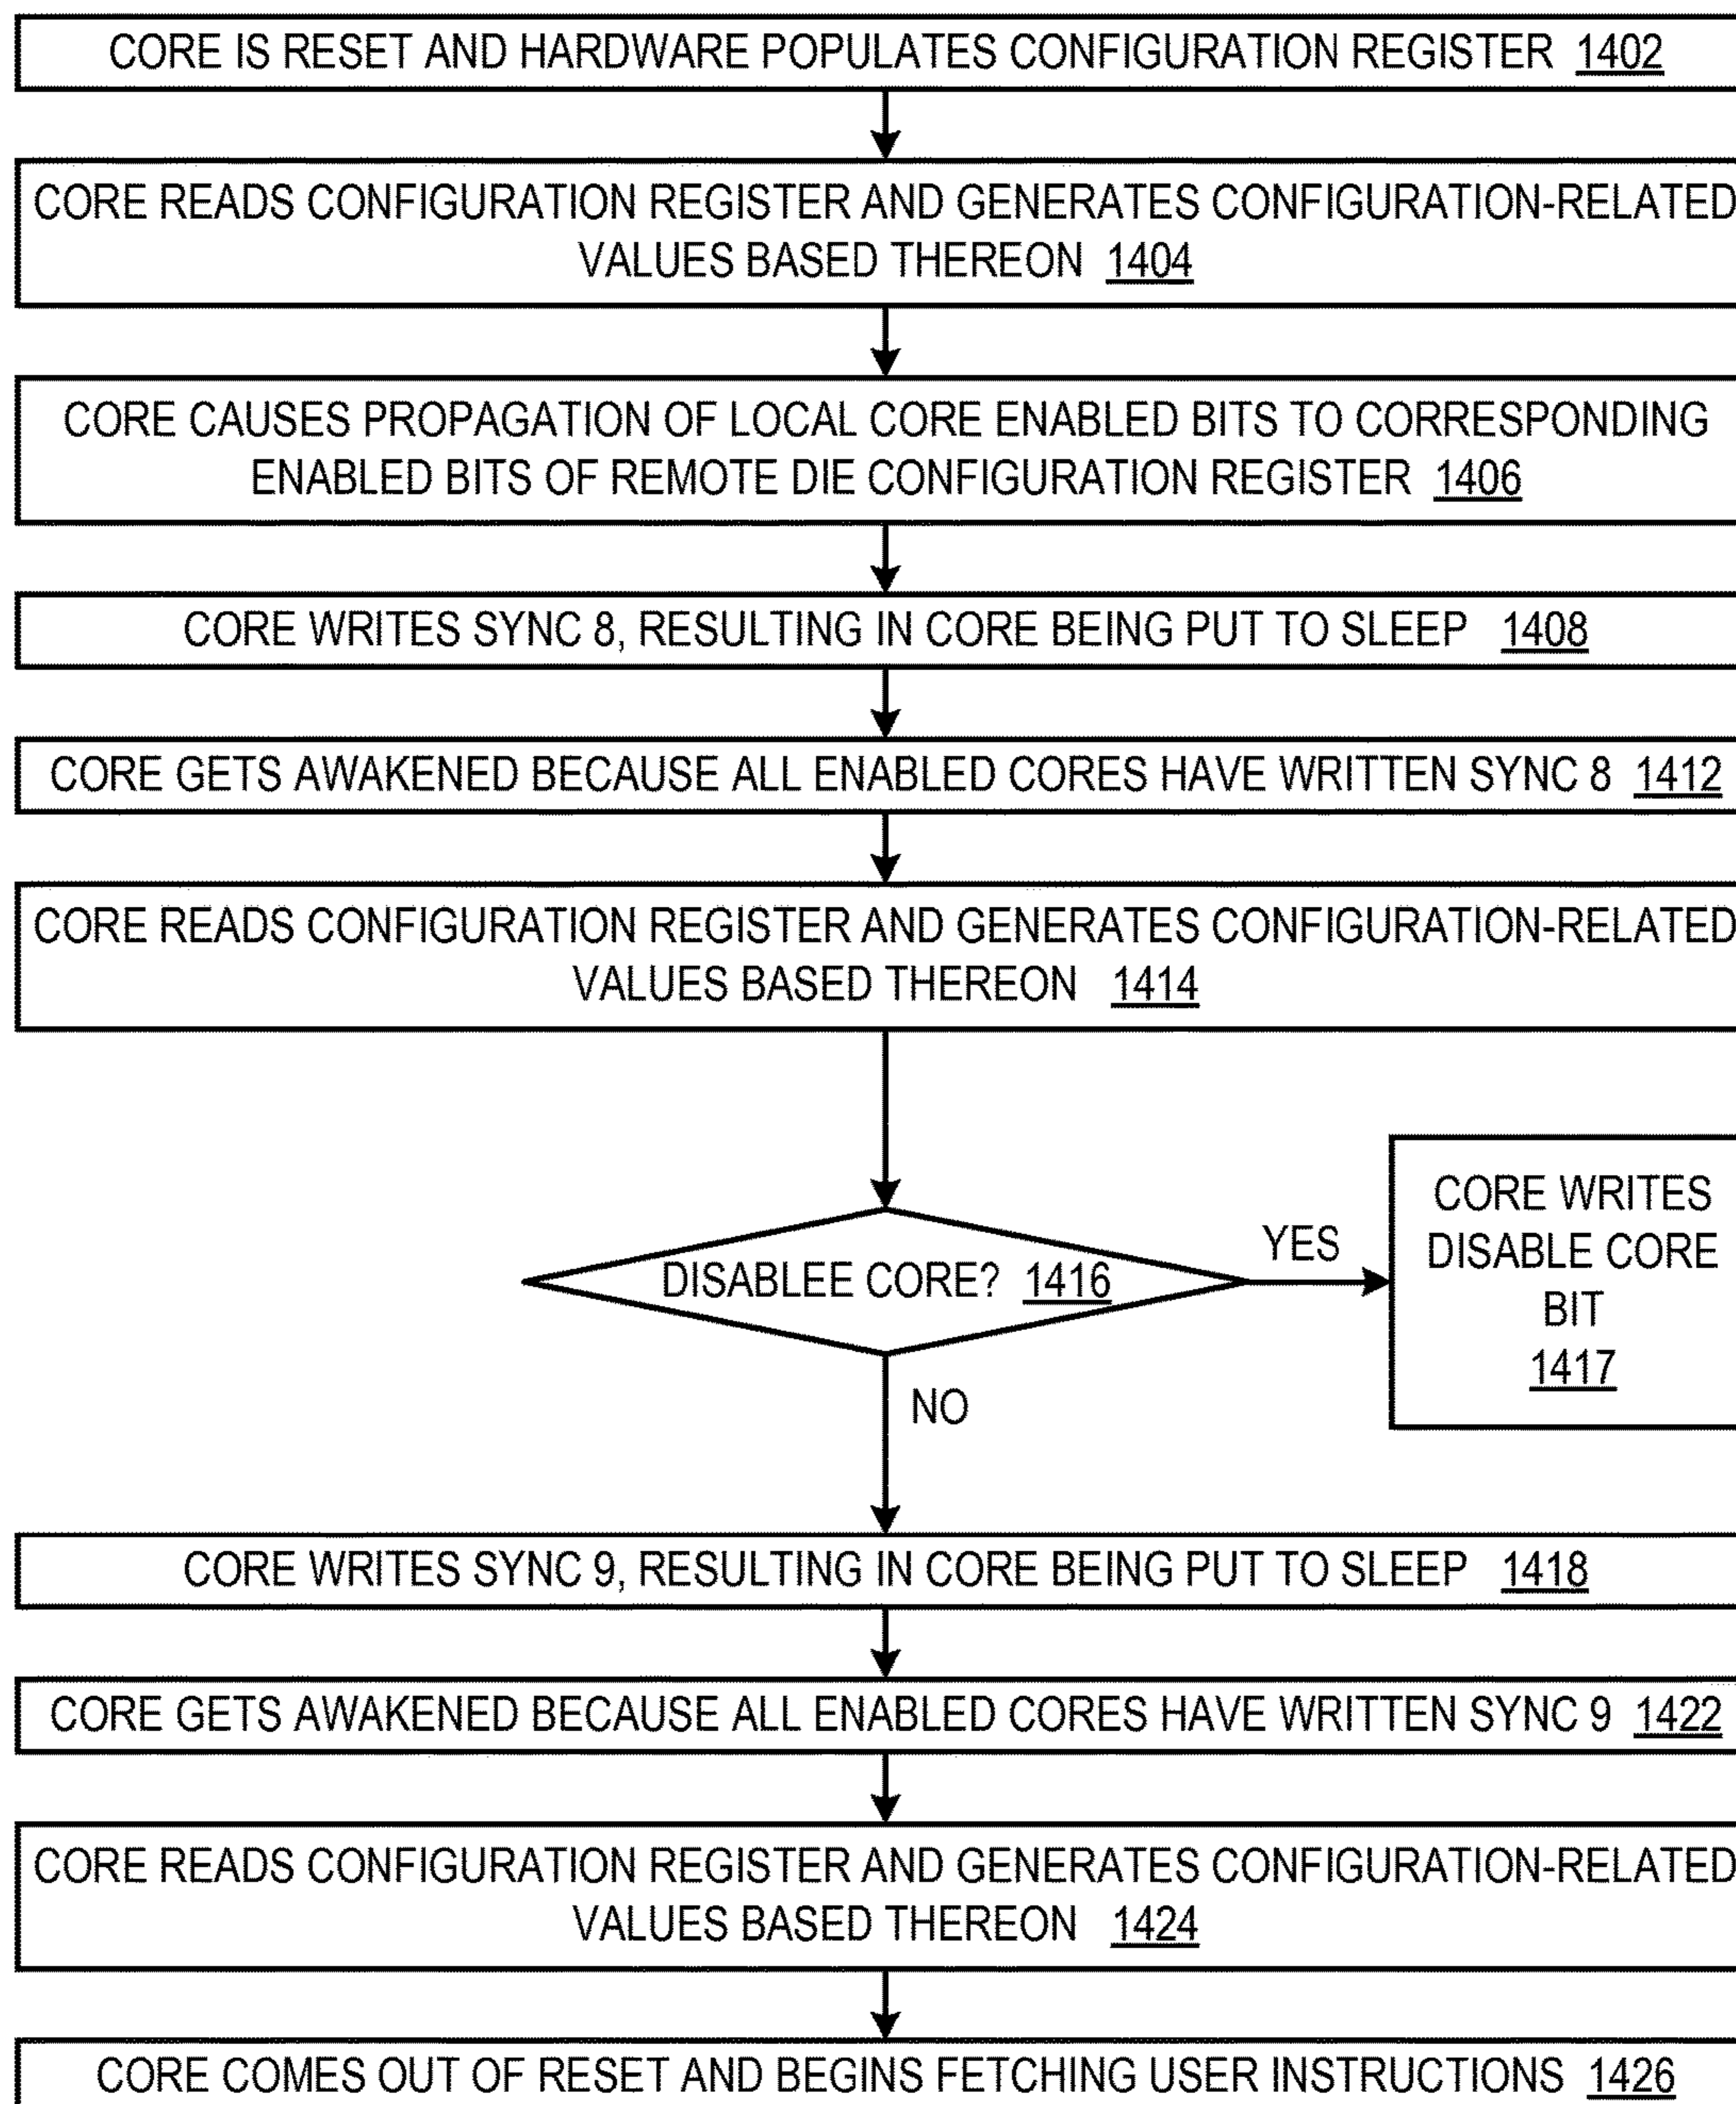 CORE IS RESET AND HARDWARE POPULATES CONFIGURATION REGISTER 1402
CORE READS CONFIGURATION REGISTER AND GENERATES CONFIGURATION-RELATED
VALUES BASED THEREON 1404
CORE CAUSES PROPAGATION OF LOCAL CORE ENABLED BITS TO CORRESPONDING
ENABLED BITS OF REMOTE DIE CONFIGURATION REGISTER 1406
CORE WRITES SYNC 8, RESULTING IN CORE BEING PUT TO SLEEP 1408
CORE GETS AWAKENED BECAUSE ALL ENABLED CORES HAVE WRITTEN SYNC 8 1412
CORE READS CONFIGURATION REGISTER AND GENERATES CONFIGURATION-RELATED
VALUES BASED THEREON 1414
DISABLEE CORE? 1416
YES
CORE WRITES
DISABLE CORE
BIT
1417
NO
CORE WRITES SYNC 9, RESULTING IN CORE BEING PUT TO SLEEP 1418
CORE GETS AWAKENED BECAUSE ALL ENABLED CORES HAVE WRITTEN SYNC 9 1422
CORE READS CONFIGURATION REGISTER AND GENERATES CONFIGURATION-RELATED
VALUES BASED THEREON 1424
CORE COMES OUT OF RESET AND BEGINS FETCHING USER INSTRUCTIONS 1426